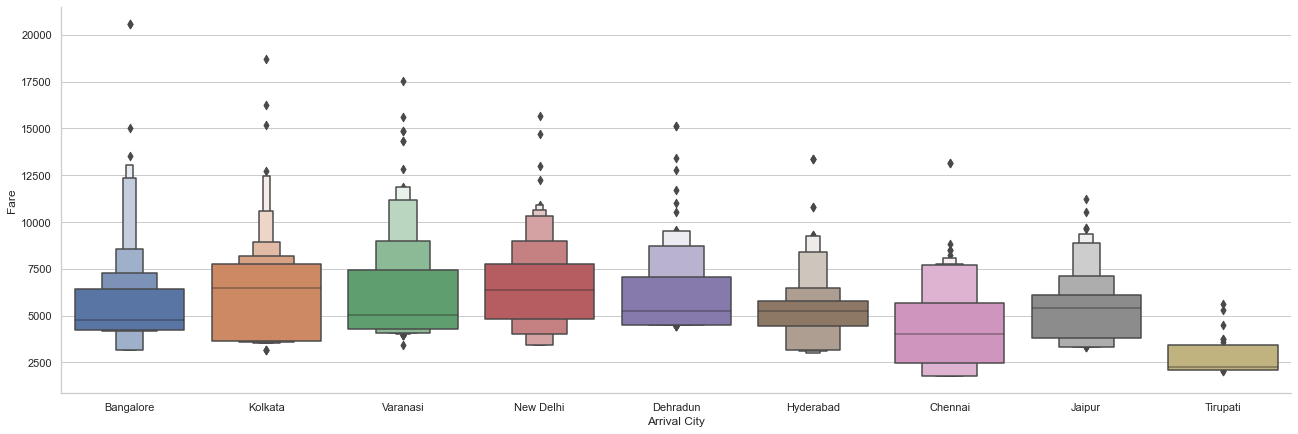 20000
17500
15000
12500
10000
7500
5000
2500
Fare
Bangalore Kolkata Varanasi New Delhi Dehradun Hyderabad Chennai Jaipur Tirupati
Arrival City